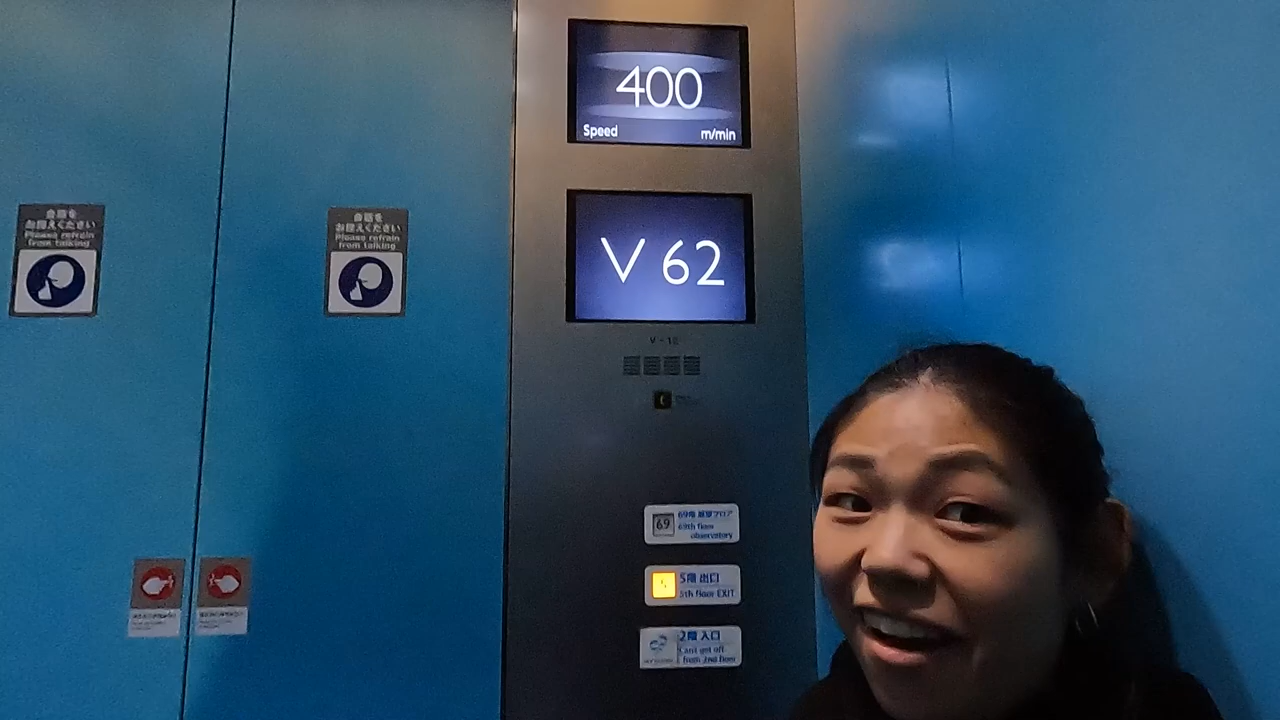 400
Speed m/min
V 62
会話を
お控えください
Please refrain
from talking
会話を
お控えください
Please refrain
from talking
V-18
69
69階 展望フロア
69th floor
observatory
5
5階 出口
5th floor EXIT
2階 入口
Can't get off
from 2nd floor